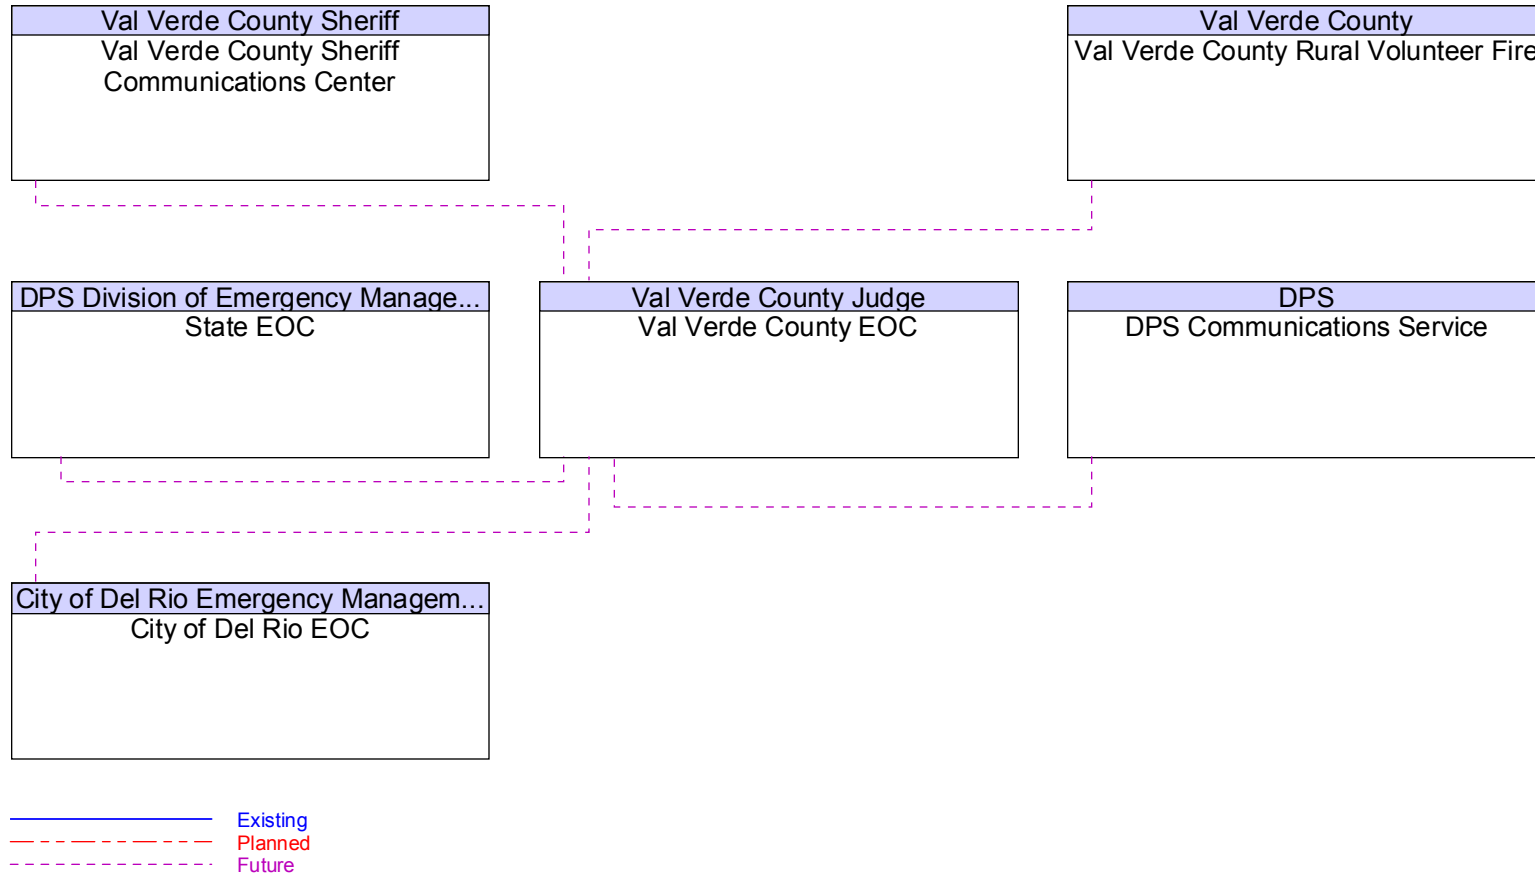 Val Verde County Sheriff
Val Verde County Sheriff
Communications Center
Val Verde County
Val Verde County Rural Volunteer Fire
DPS Division of Emergency Manage...
State EOC
Val Verde County Judge
Val Verde County EOC
DPS
DPS Communications Service
City of Del Rio Emergency Managem...
City of Del Rio EOC
Existing
Planned
Future